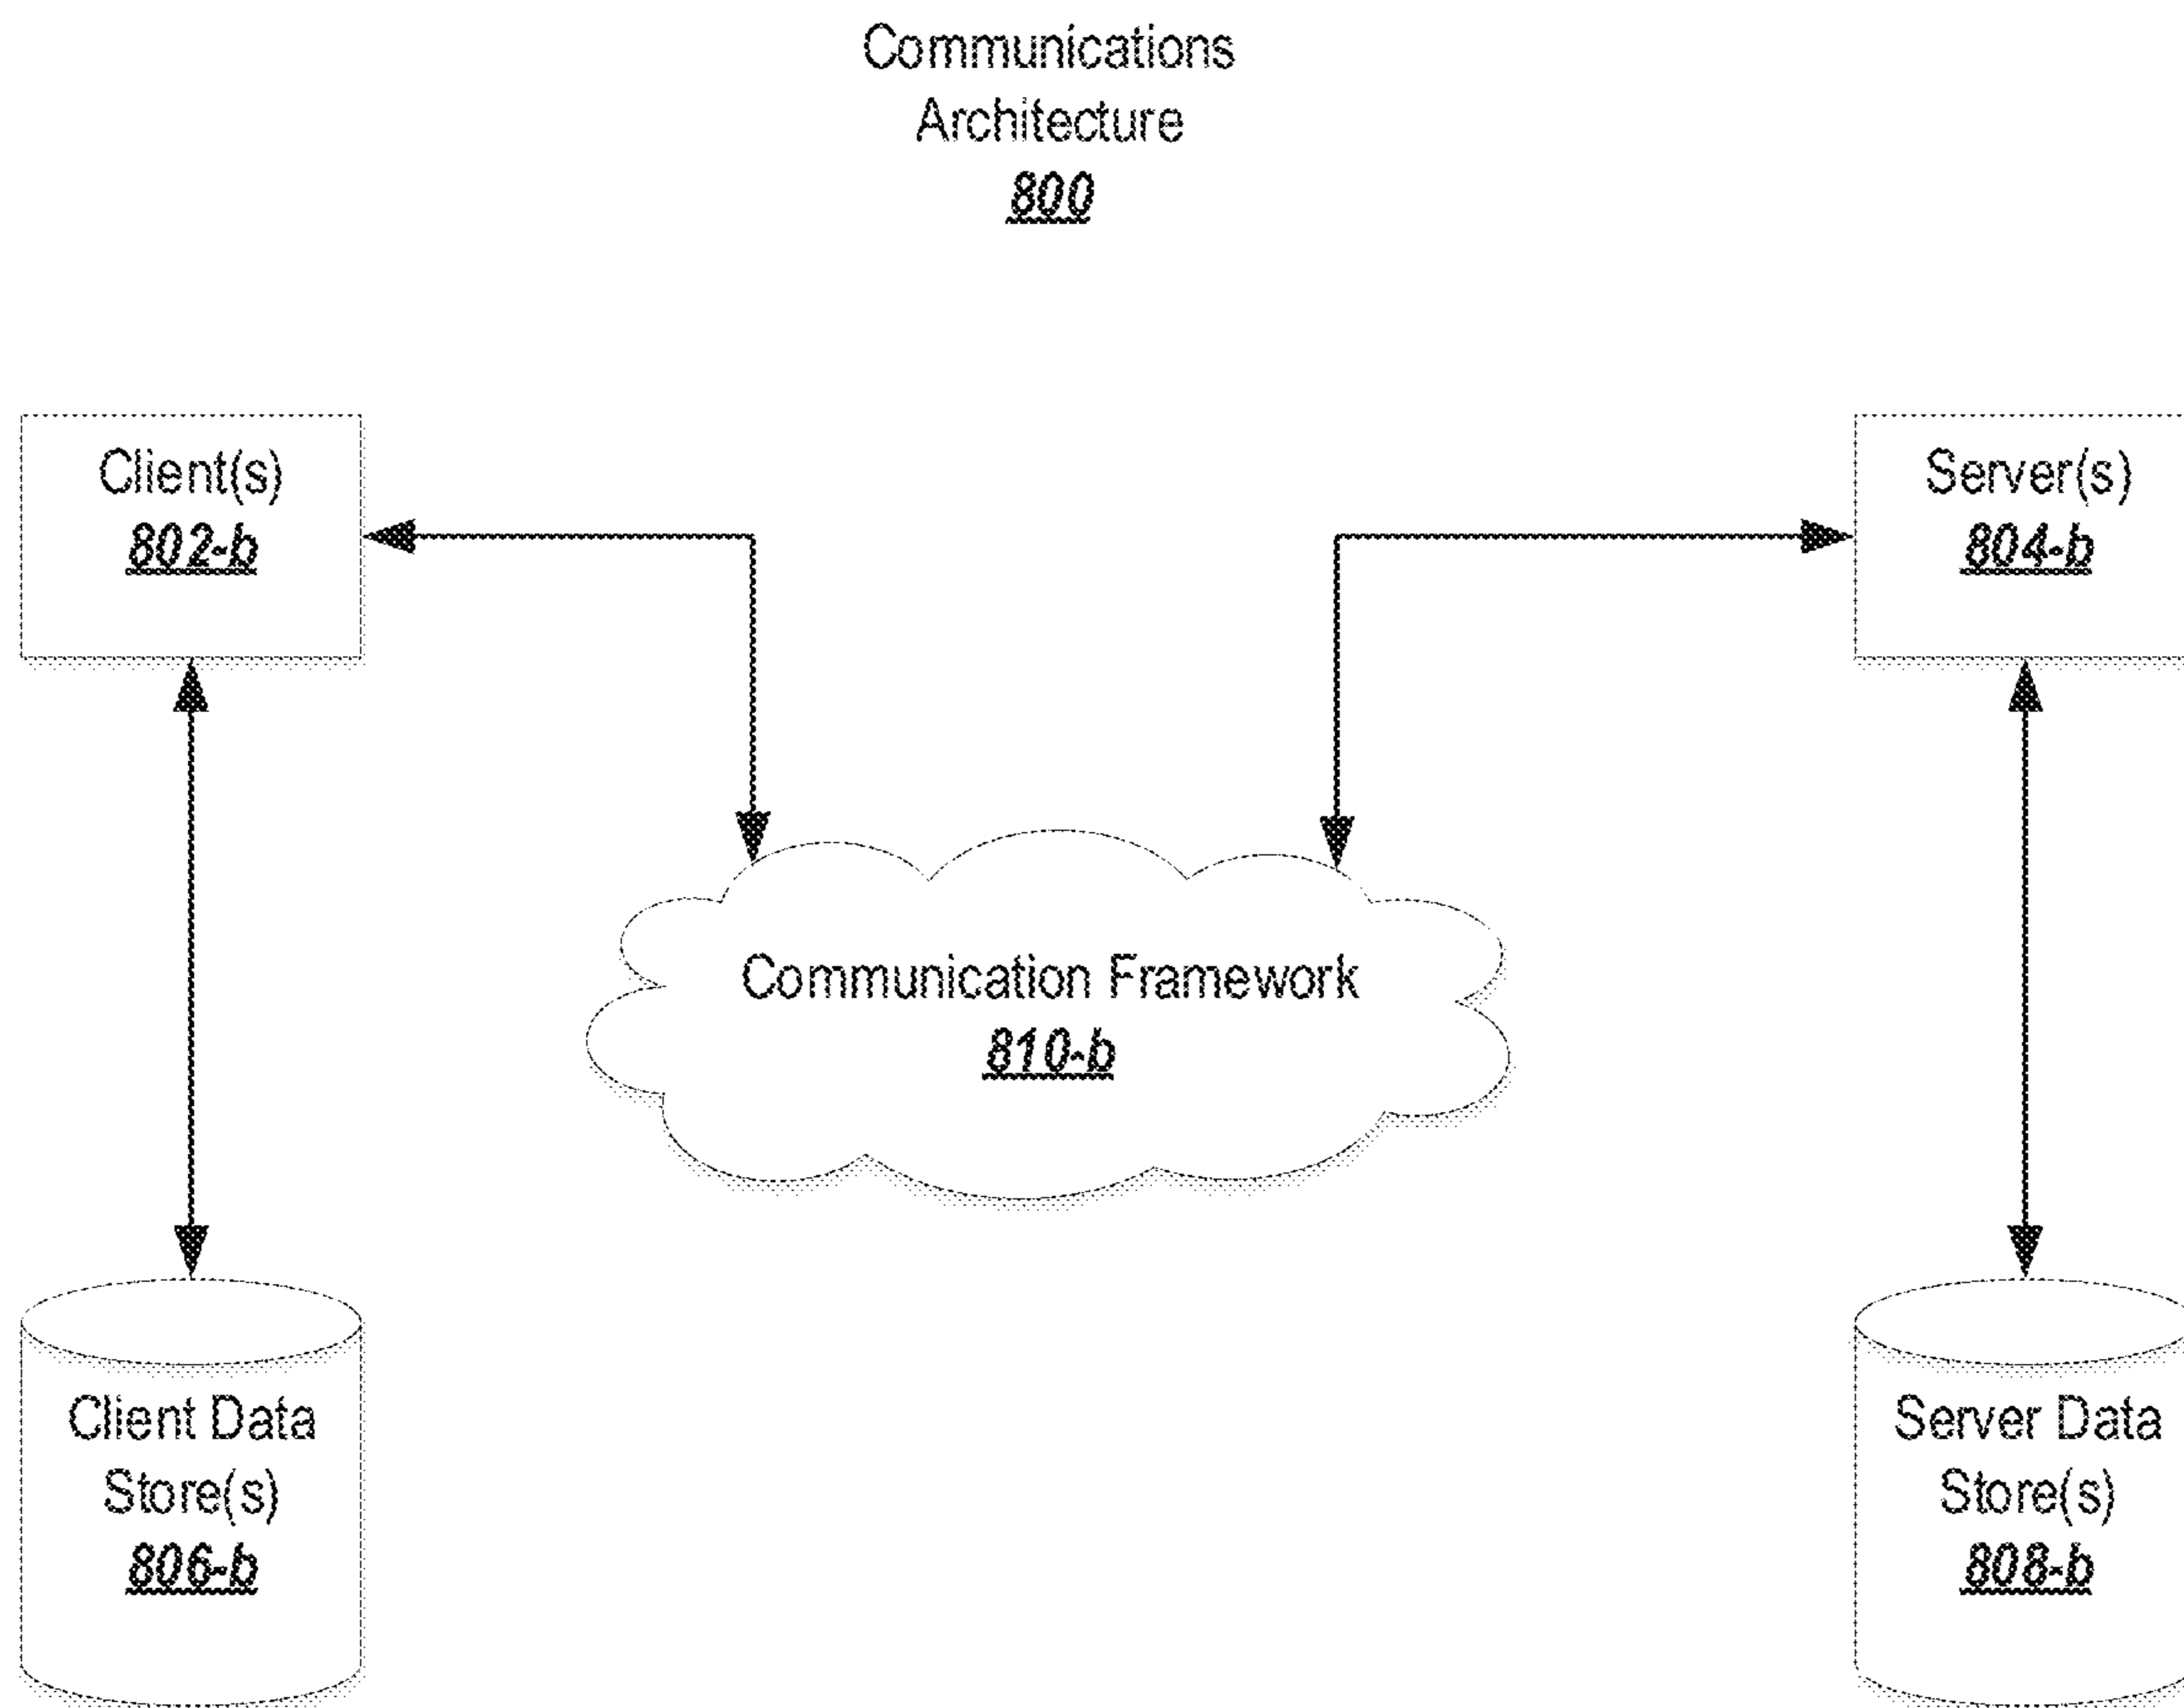 Communications
Architecture
800
Client(s)
802-b
Server(s)
804-b
Communication Framework
810-b
Client Data
Store(s)
806-b
Server Data
Store(s)
808-b